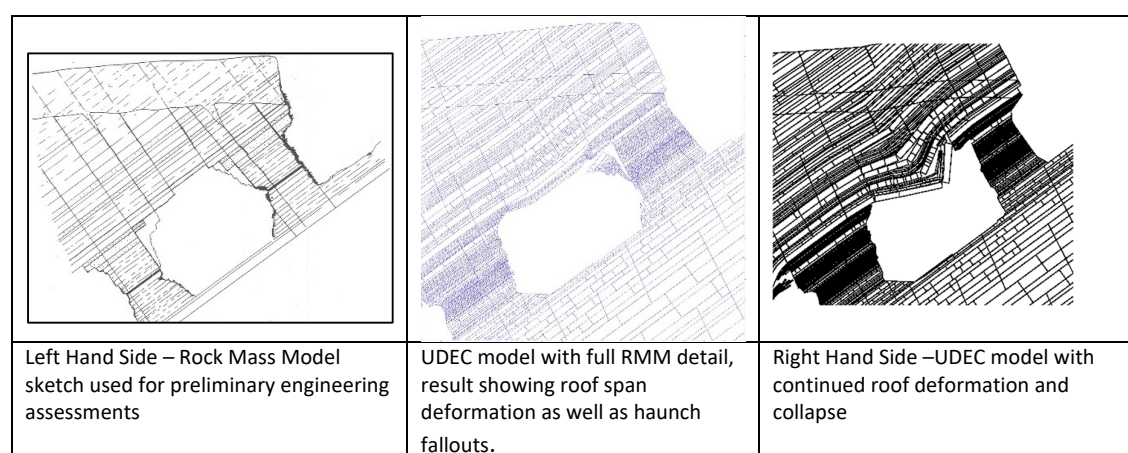 Left Hand Side – Rock Mass Model
sketch used for preliminary engineering
assessments
UDEC model with full RMM detail,
result showing roof span
deformation as well as haunch
fallouts.
Right Hand Side –UDEC model with
continued roof deformation and
collapse